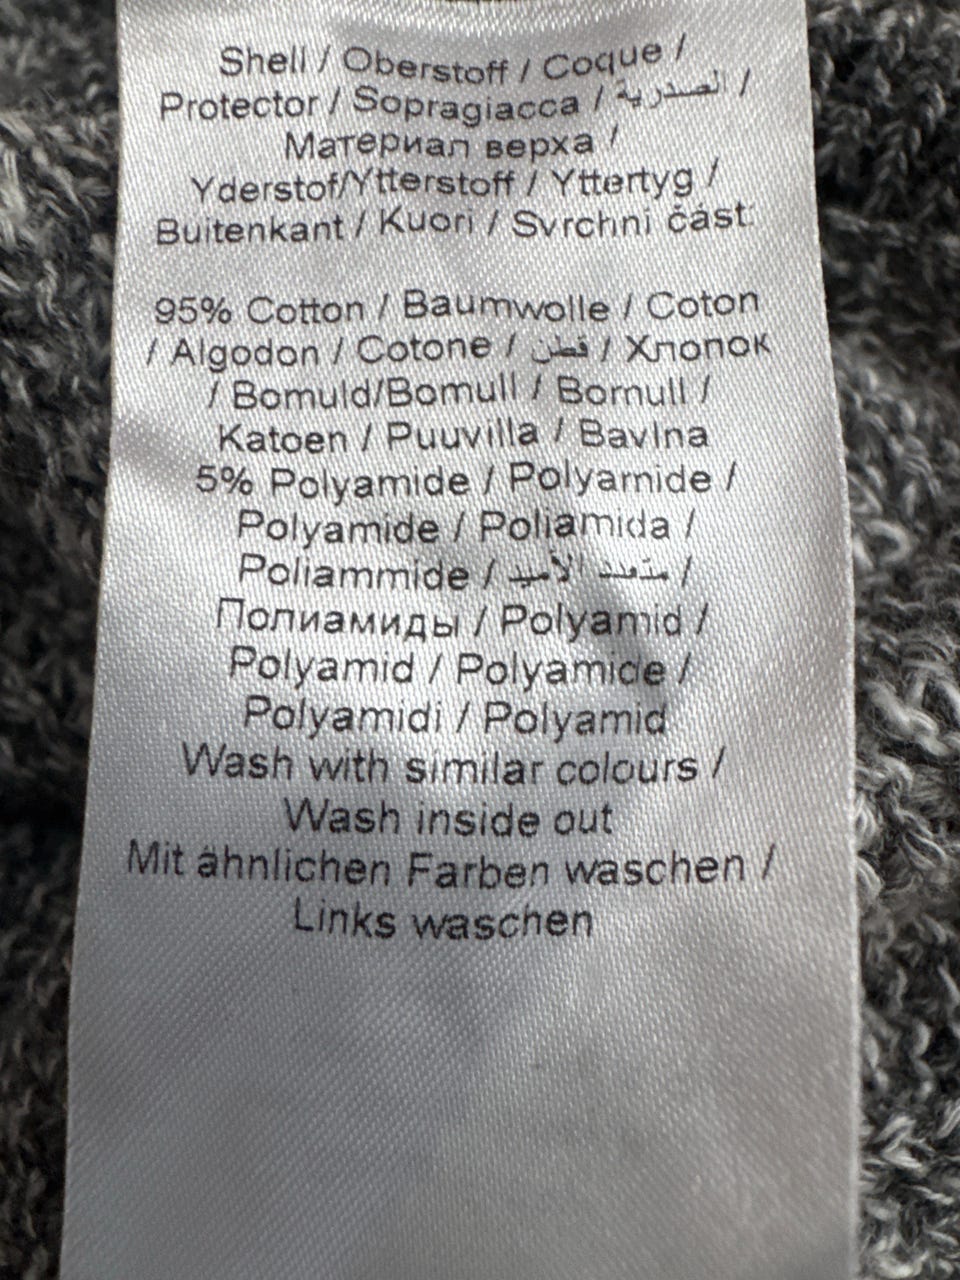 Shell / Oberstoff / Coque /
Protector / Sopragiacca / الصدرية /
Материал верха /
Yderstof/Ytterstoff / Yttertyg /
Buitenkant / Kuori / Svrchni část:
95% Cotton / Baumwolle / Coton
/ Algodon / Cotone / قطن / Хлопок
/ Bomuld/Bomull / Bomull /
Katoen / Puuvilla / Bavlna
5% Polyamide / Polyamide /
Polyamide / Poliamida /
Poliammide / متعدد الأميد /
Полиамиды / Polyamid /
Polyamid / Polyamide /
Polyamidi / Polyamid
Wash with similar colours /
Wash inside out
Mit ähnlichen Farben waschen /
Links waschen